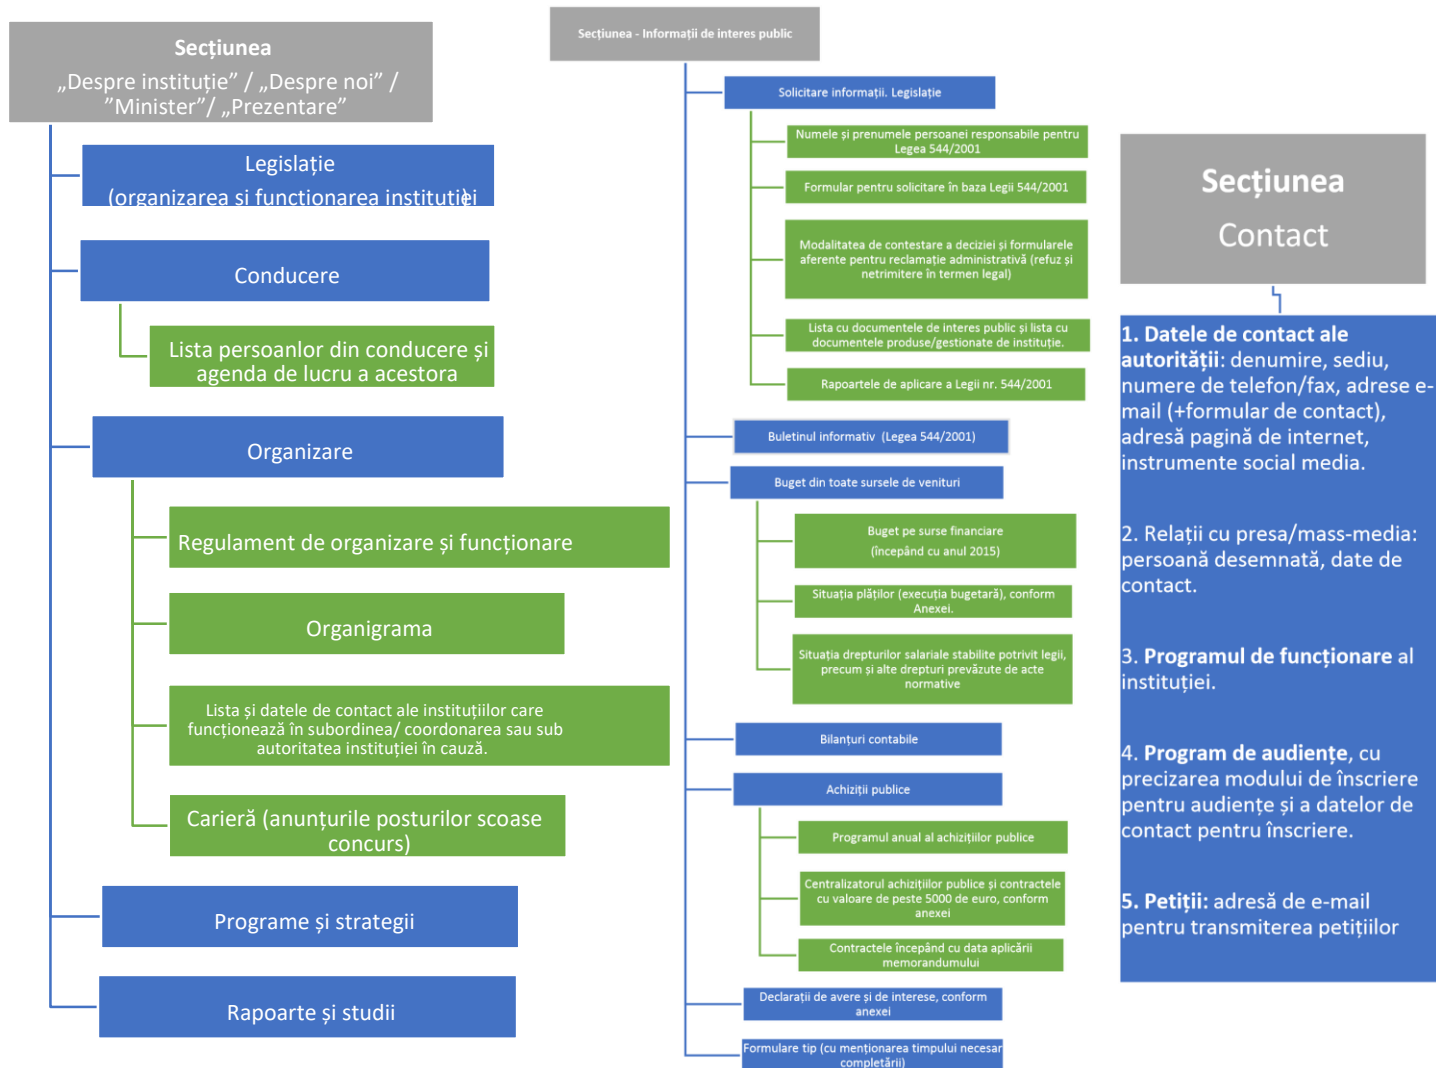 Secțiunea
„Despre instituție” / „Despre noi” /
”Minister”/ „Prezentare”
Legislație
(organizarea și funcționarea instituției)
Conducere
Lista persoanlor din conducere și
agenda de lucru a acestora
Organizare
Regulament de organizare și funcționare
Organigrama
Lista și datele de contact ale instituțiilor care
funcționează în subordinea/ coordonarea sau sub
autoritatea instituției în cauză.
Carieră (anunțurile posturilor scoase
concurs)
Programe și strategii
Rapoarte și studii
Secțiunea - Informații de interes public
Solicitare informații. Legislație
Numele și prenumele persoanei responsabile pentru
Legea 544/2001
Formular pentru solicitare în baza Legii 544/2001
Modalitatea de contestare a deciziei și formularele
aferente pentru reclamație administrativă (refuz și
netrimitere în termen legal)
Lista cu documentele de interes public și lista cu
documentele produse/gestionate de instituție.
Rapoartele de aplicare a Legii nr. 544/2001
Buletinul informativ (Legea 544/2001)
Buget din toate sursele de venituri
Buget pe surse financiare
(începând cu anul 2015)
Situația plăților (execuția bugetară), conform
Anexei.
Situația drepturilor salariale stabilite potrivit legii,
precum și alte drepturi prevăzute de acte
normative
Bilanțuri contabile
Achiziții publice
Programul anual al achizițiilor publice
Centralizatorul achizițiilor publice și contractele
cu valoare de peste 5000 de euro, conform
anexei
Contractele începând cu data aplicării
memorandumului
Declarații de avere și de interese, conform
anexei
Formulare tip (cu menționarea timpului necesar
completării)
Secțiunea
Contact
1. Datele de contact ale
autorității: denumire, sediu,
numere de telefon/fax, adrese e-
mail (+formular de contact),
adresă pagină de internet,
instrumente social media.
2. Relații cu presa/mass-media:
persoană desemnată, date de
contact.
3. Programul de funcționare al
instituției.
4. Program de audiențe, cu
precizarea modului de înscriere
pentru audiențe și a datelor de
contact pentru înscriere.
5. Petiții: adresă de e-mail
pentru transmiterea petițiilor